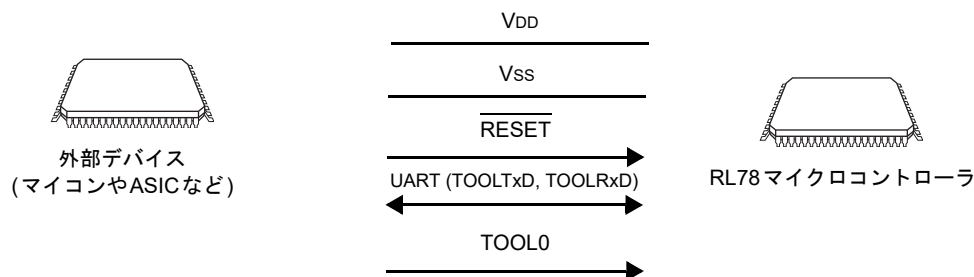 VDD
VSS
RESET
外部デバイス
(マイコンやASICなど)
UART (TOOLTxD, TOOLRxD)
RL78マイクロコントローラ
TOOL0